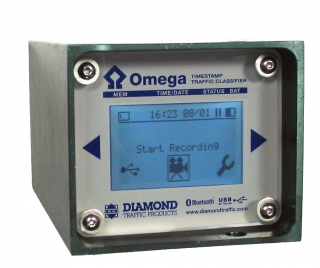 Omega TIMESTAMP
TRAFFIC CLASSIFIER
MEM TIME/DATE STATUS BAT
16:23 08/01
Start Recording
DIAMOND
TRAFFIC PRODUCTS
Bluetooth USB
www.diamondtraffic.com